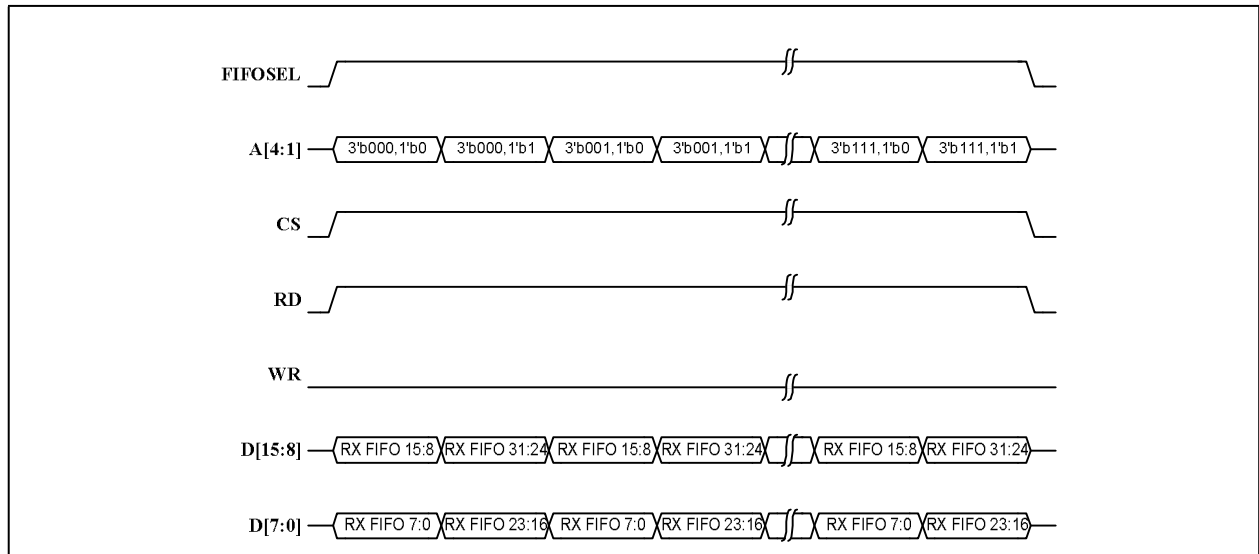 FIFOSEL
A[4:1] 3'b000,1'b0 3'b000,1'b1 3'b001,1'b0 3'b001,1'b1 3'b111,1'b0 3'b111,1'b1
CS
RD
WR
D[15:8] RX FIFO 15:8 RX FIFO 31:24 RX FIFO 15:8 RX FIFO 31:24 RX FIFO 15:8 RX FIFO 31:24
D[7:0] RX FIFO 7:0 RX FIFO 23:16 RX FIFO 7:0 RX FIFO 23:16 RX FIFO 7:0 RX FIFO 23:16